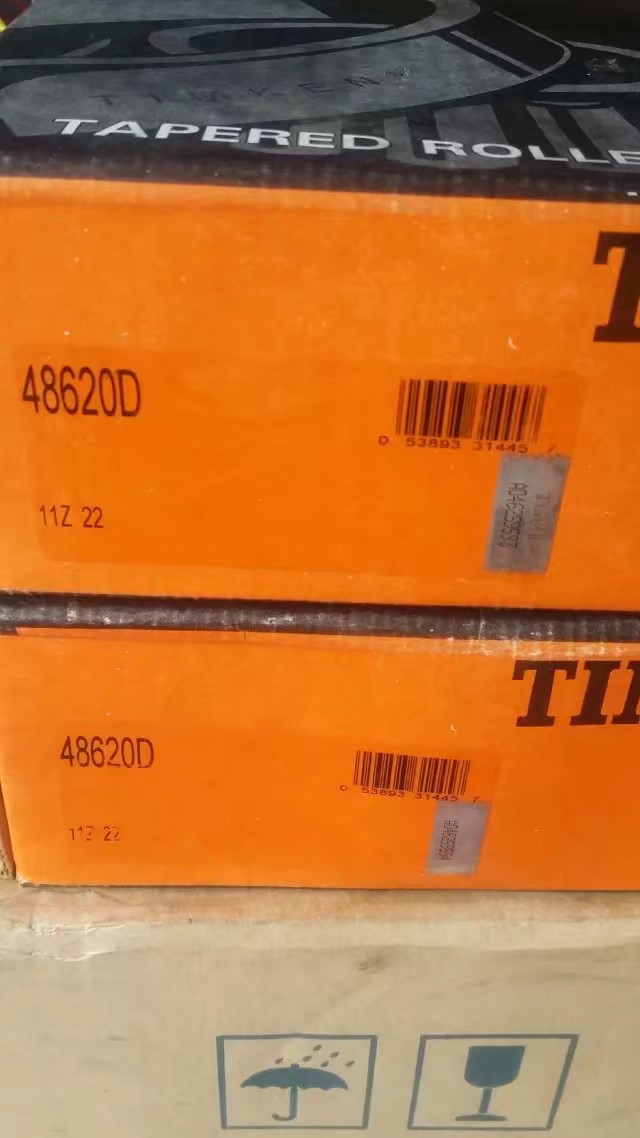 TIMKEN
TAPERED ROLLE
T
48620D
0 53893 31445 7
11Z 22
TI
48620D
0 53893 31445 7
11Z 22